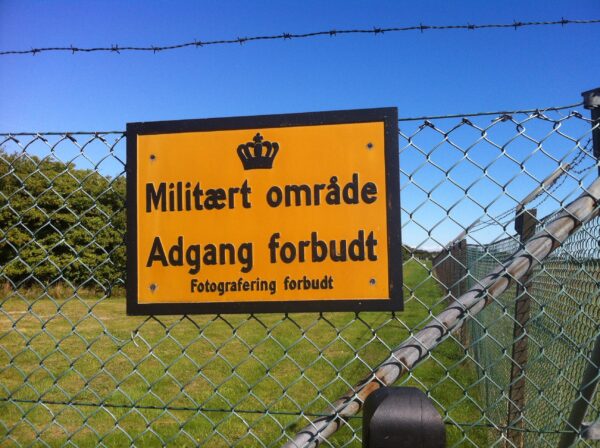 Militært område
Adgang forbudt
Fotografering forbudt